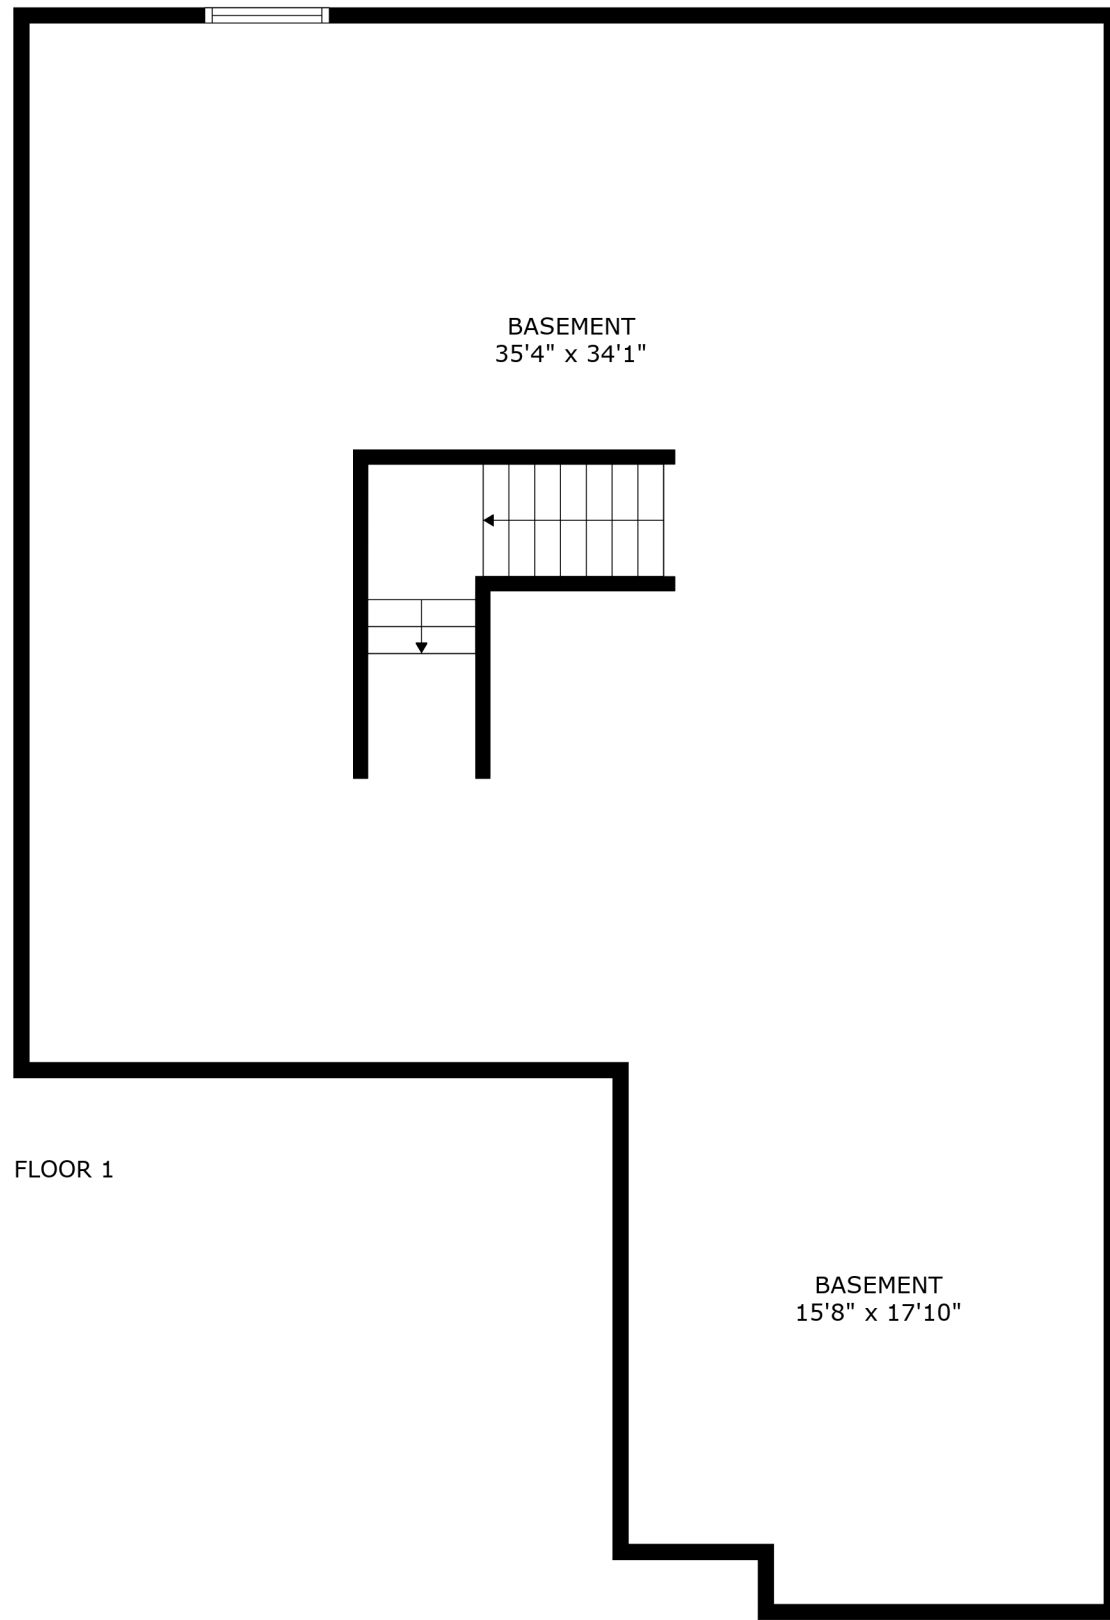 BASEMENT
35'4" x 34'1"
FLOOR 1
BASEMENT
15'8" x 17'10"